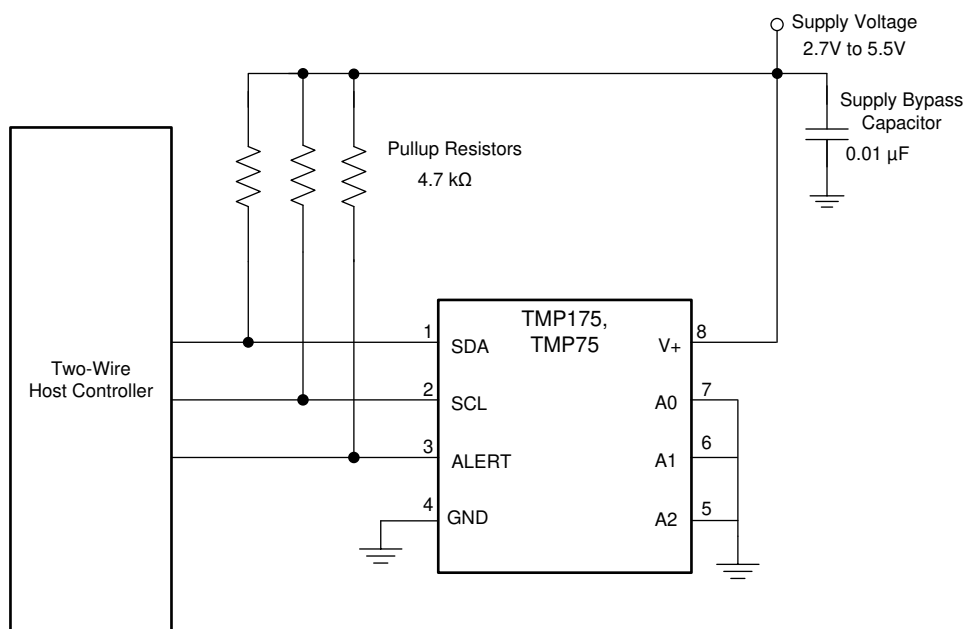 Supply Voltage
2.7V to 5.5V
Supply Bypass
Capacitor
0.01 µF
Pullup Resistors
4.7 kΩ
Two-Wire
Host Controller
TMP175,
TMP75
1
SDA
2
SCL
3
ALERT
4
GND
8
V+
7
A0
6
A1
5
A2